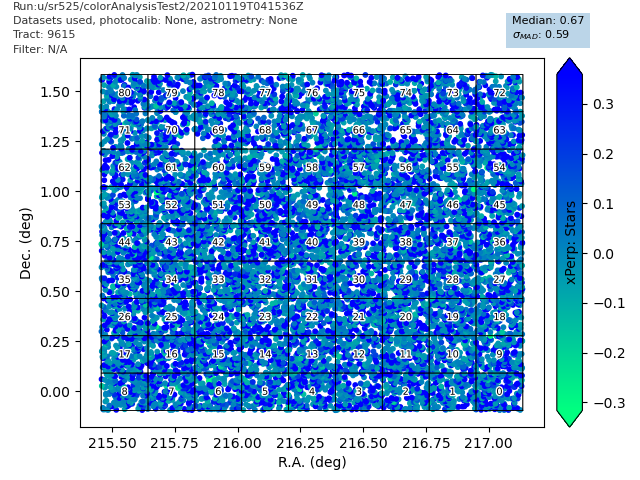 Run:u/sr525/colorAnalysisTest2/20210119T041536Z
Datasets used, photocalib: None, astrometry: None
Tract: 9615
Filter: N/A
Median: 0.67
σMAD: 0.59
1.50
1.25
1.00
0.75
0.50
0.25
0.00
Dec. (deg)
80 79 78 77 76 75 74 73 72
71 70 69 68 67 66 65 64 63
62 61 60 59 58 57 56 55 54
53 52 51 50 49 48 47 46 45
44 43 42 41 40 39 38 37 36
35 34 33 32 31 30 29 28 27
26 25 24 23 22 21 20 19 18
17 16 15 14 13 12 11 10 9
8 7 6 5 4 3 2 1 0
215.50 215.75 216.00 216.25 216.50 216.75 217.00
R.A. (deg)
0.3
0.2
0.1
0.0
−0.1
−0.2
−0.3
xPerp: Stars